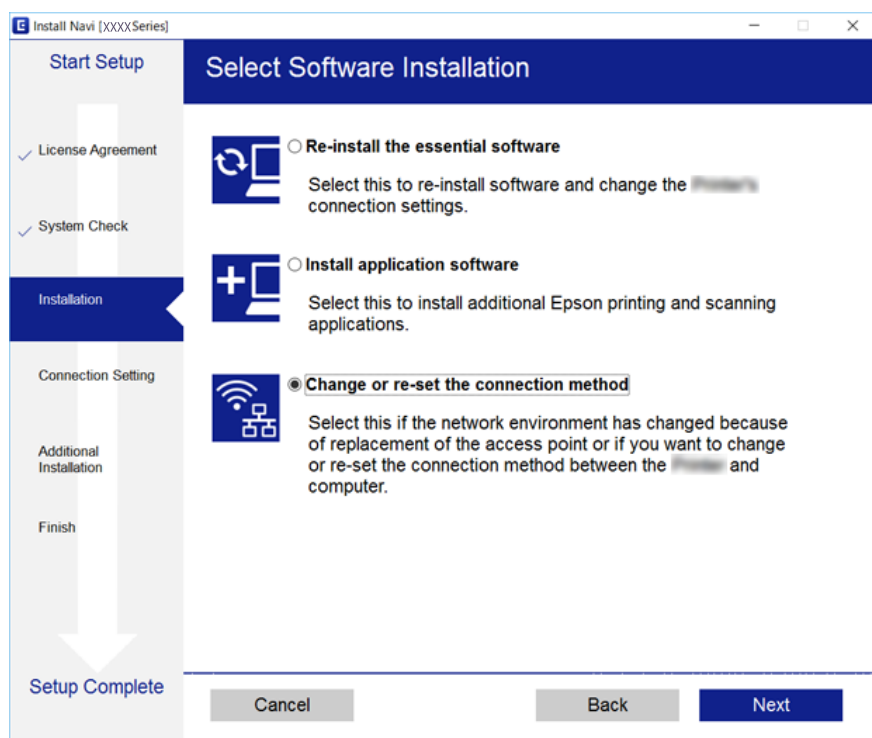 Install Navi [XXXX Series]
Start Setup
License Agreement
System Check
Installation
Connection Setting
Additional
Installation
Finish
Setup Complete
Select Software Installation
Re-install the essential software
Select this to re-install software and change the
connection settings.
Install application software
Select this to install additional Epson printing and scanning
applications.
Change or re-set the connection method
Select this if the network environment has changed because
of replacement of the access point or if you want to change
or re-set the connection method between the and
computer.
Cancel
Back
Next